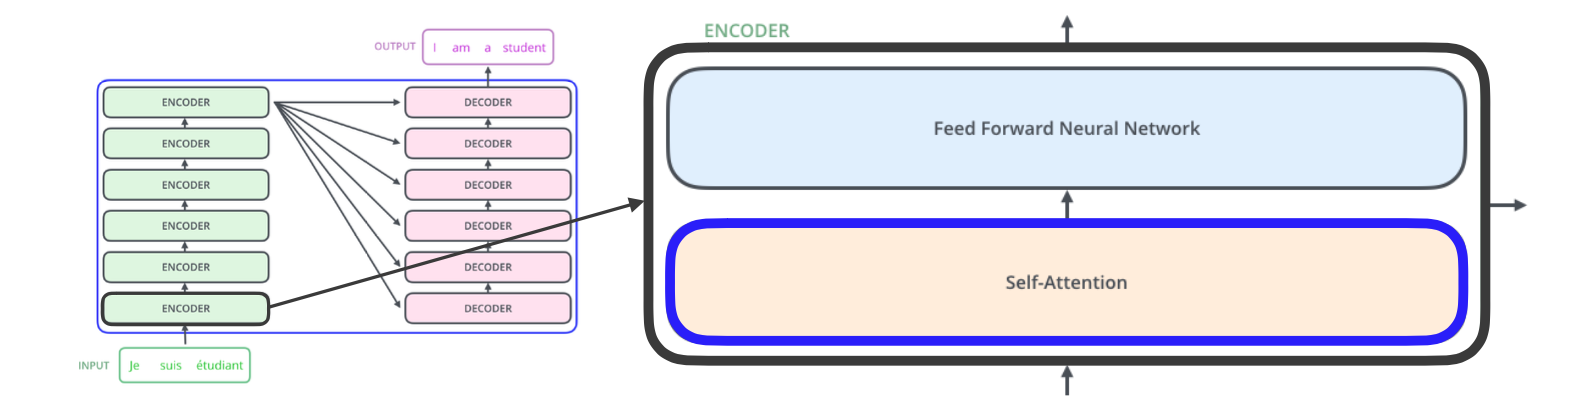 OUTPUT I am a student
ENCODER DECODER
ENCODER DECODER
ENCODER DECODER
ENCODER DECODER
ENCODER DECODER
ENCODER DECODER
INPUT Je suis étudiant
ENCODER
Feed Forward Neural Network
Self-Attention